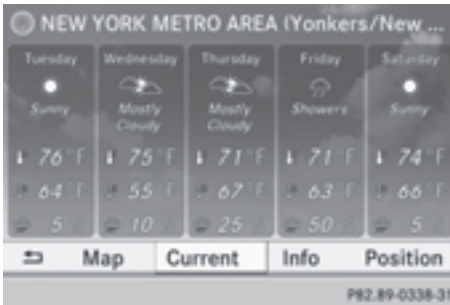 NEW YORK METRO AREA (Yonkers/New ...
Tuesday Wednesday Thursday Friday Saturday
Sunny Mostly Cloudy Mostly Cloudy Showers Sunny
76°F 75°F 71°F 71°F 74°F
64°F 55°F 67°F 63°F 66°F
5% 10% 25% 50% 5%
Map Current Info Position
P82.89-0338-31